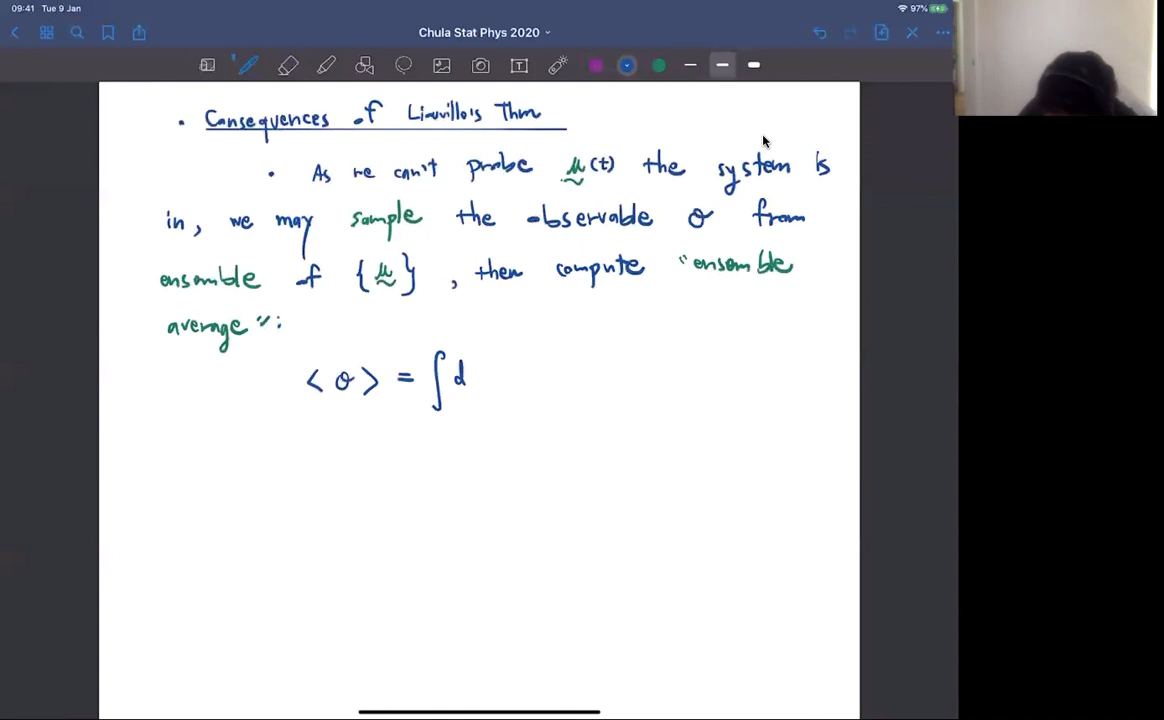 09:41 Tue 9 Jan
97%
Chula Stat Phys 2020
• Consequences of Liouville's Thm
• As we can't probe μ(t) the system is
in, we may sample the observable O from
ensemble of {μ}, then compute "ensemble
average":
<O> = ∫d